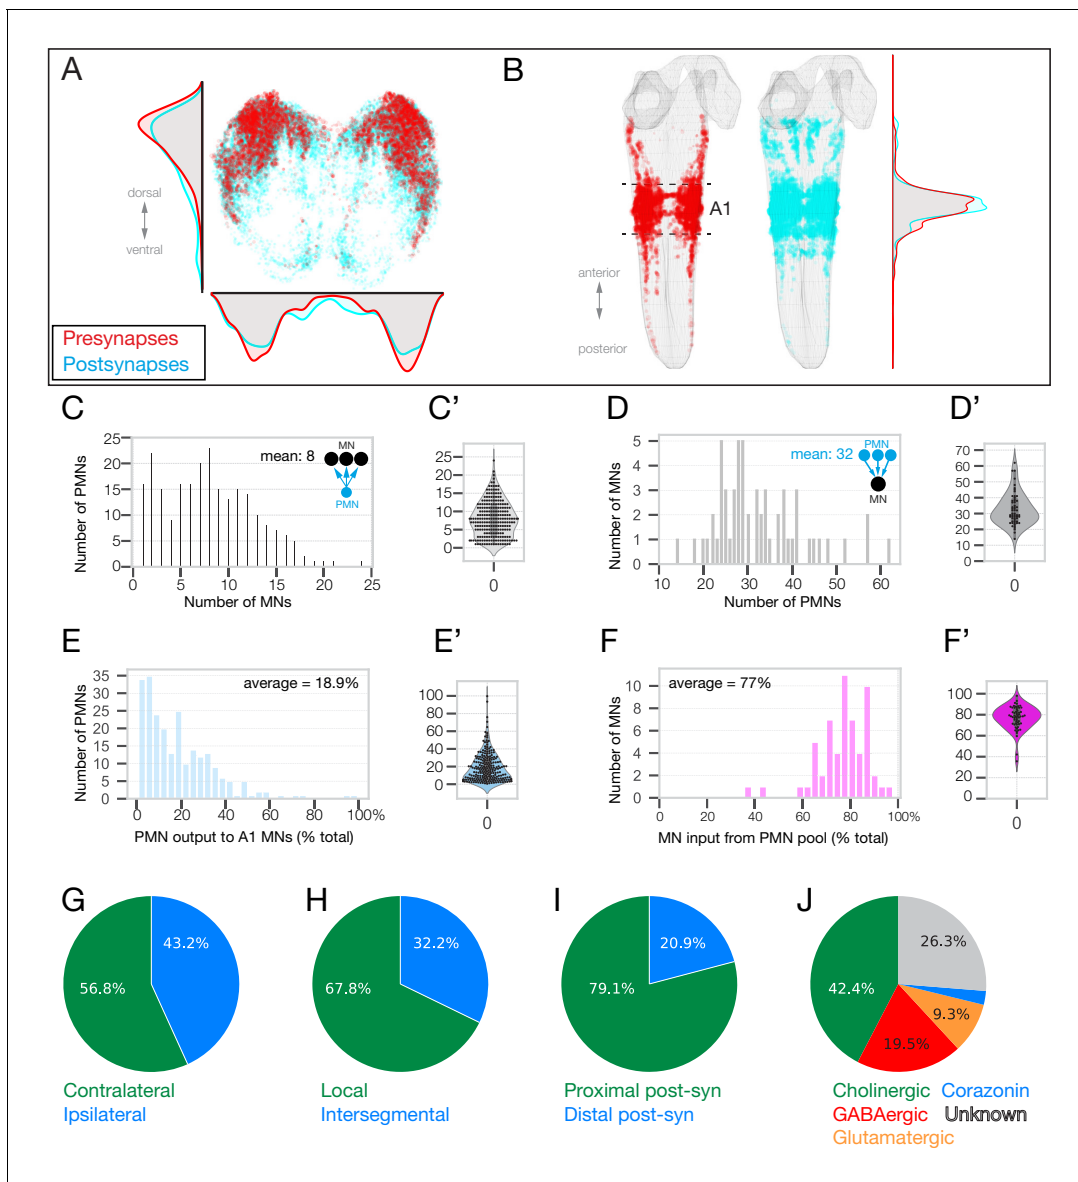 A
B
dorsal
ventral
A1
anterior
posterior
Presynapses
Postsynapses
C
C'
D
D'
Number of PMNs
25
20
15
10
5
0
mean: 8
MN
PMN
0 5 10 15 20 25
Number of MNs
25
20
15
10
5
0
0
Number of MNs
5
4
3
2
1
0
mean: 32
PMN
MN
10 20 30 40 50 60
Number of PMNs
70
60
50
40
30
20
10
0
0
E
E'
F
F'
Number of PMNs
35
30
25
20
15
10
5
0
average = 18.9%
0 20 40 60 80 100%
PMN output to A1 MNs (% total)
100
80
60
40
20
0
0
Number of MNs
10
8
6
4
2
0
average = 77%
0 20 40 60 80 100%
MN input from PMN pool (% total)
100
80
60
40
20
0
0
G
H
I
J
43.2%
56.8%
32.2%
67.8%
20.9%
79.1%
26.3%
42.4%
9.3%
19.5%
Contralateral
Ipsilateral
Local
Intersegmental
Proximal post-syn
Distal post-syn
Cholinergic Corazonin
GABAergic Unknown
Glutamatergic